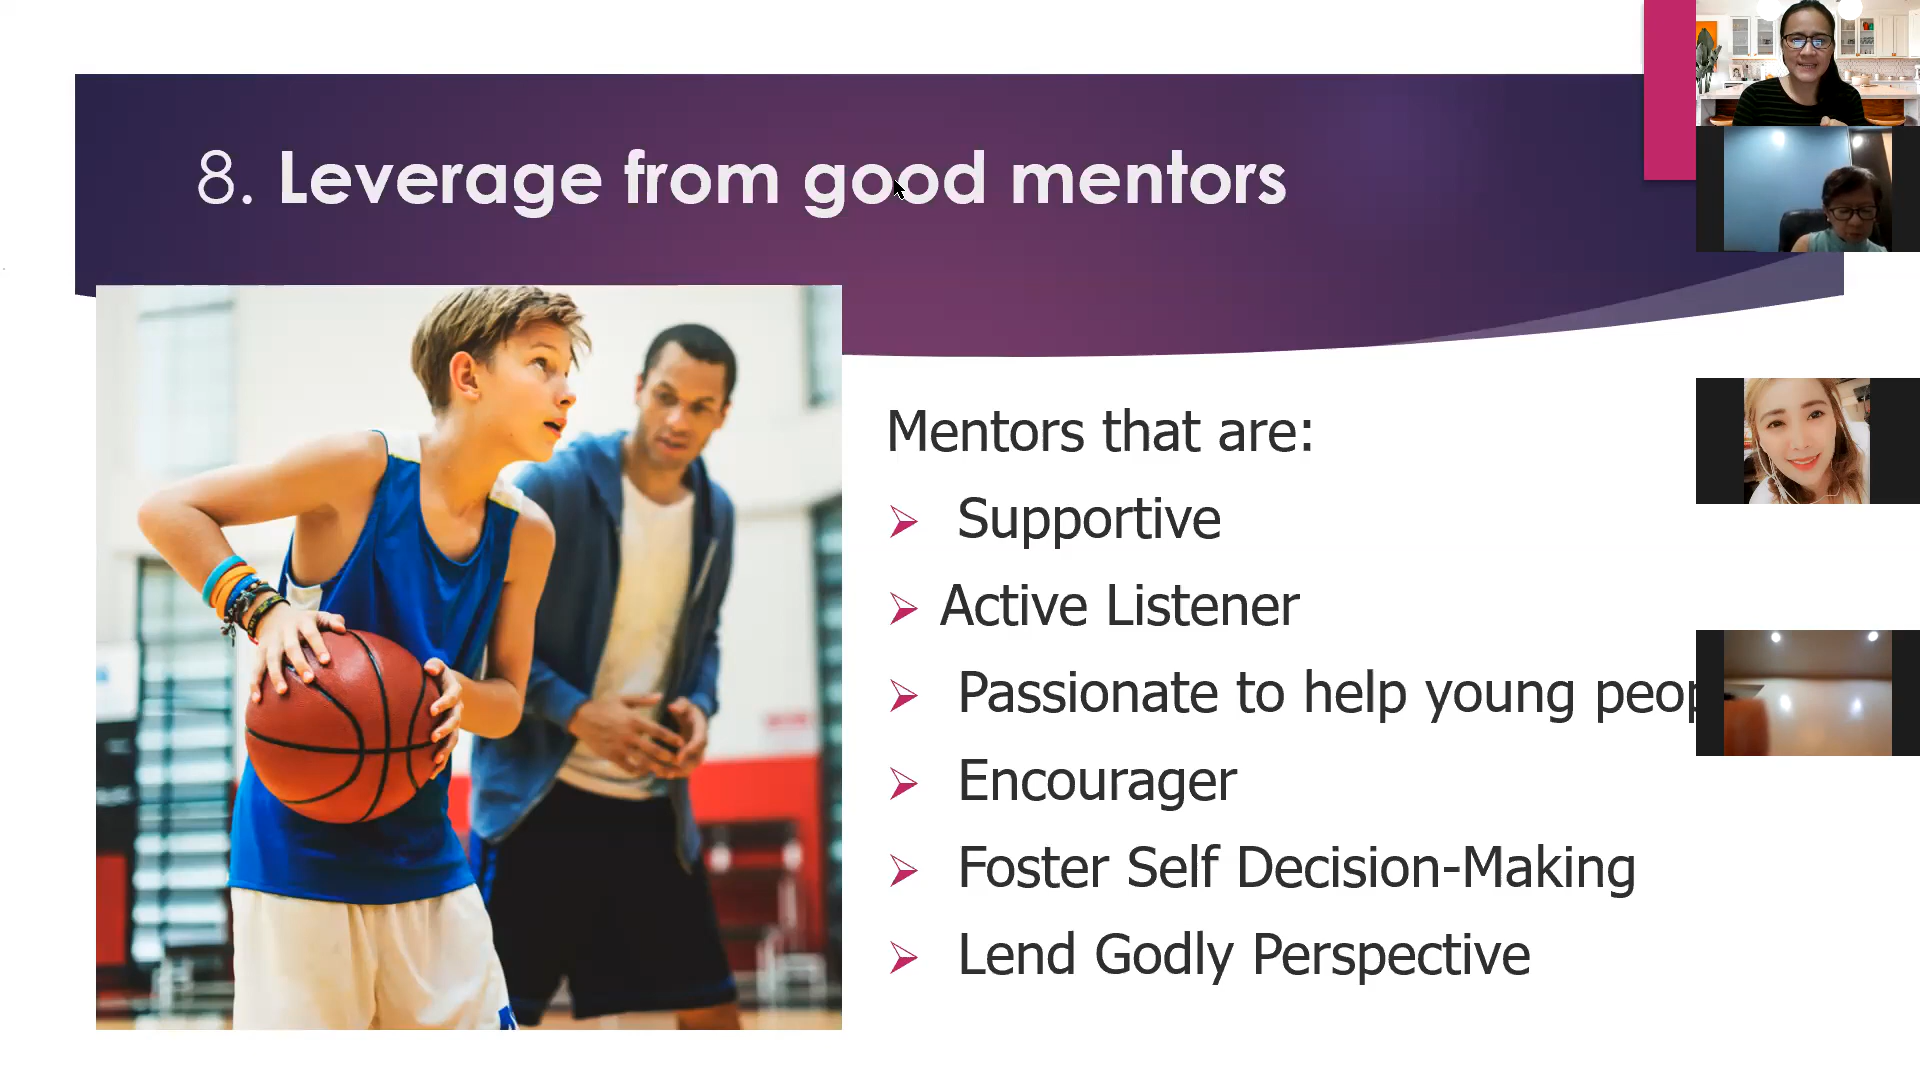 8. Leverage from good mentors
Mentors that are:
Supportive
Active Listener
Passionate to help young
Encourager
Foster Self Decision-Making
Lend Godly Perspective